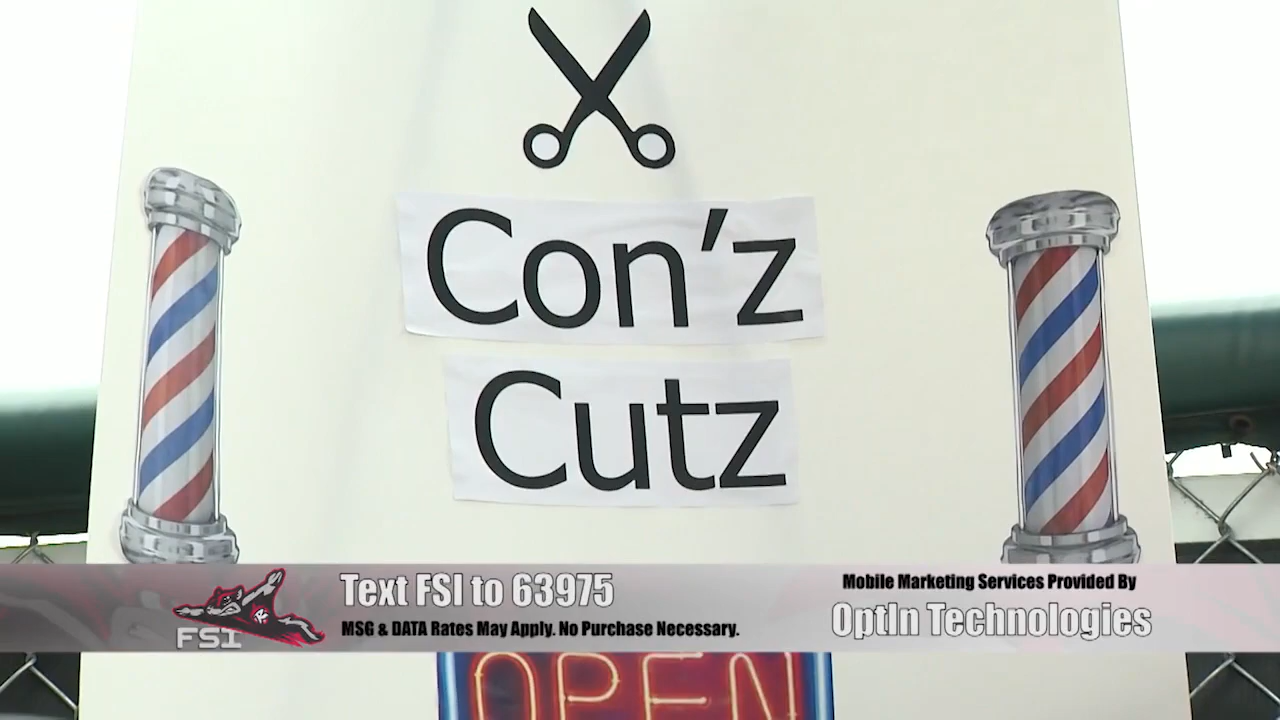 Con'z
Cutz
Text FSI to 63975
MSG & DATA Rates May Apply. No Purchase Necessary.
FSI
Mobile Marketing Services Provided By
OptIn Technologies
OPEN